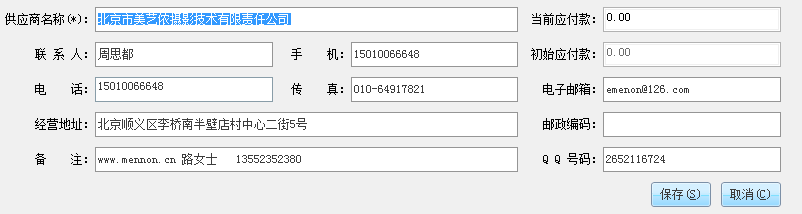 供应商名称(*): 北京市美艺侬摄影技术有限责任公司 当前应付款: 0.00
联 系 人: 周思都 手 机: 15010066648 初始应付款: 0.00
电 话: 15010066648 传 真: 010-64917821 电子邮箱: emenon@126.com
经营地址: 北京顺义区李桥南半壁店村中心二街5号 邮政编码:
备 注: www.mennon.cn 路女士 13552352380 Q Q 号码: 2652116724
保存(S) 取消(C)